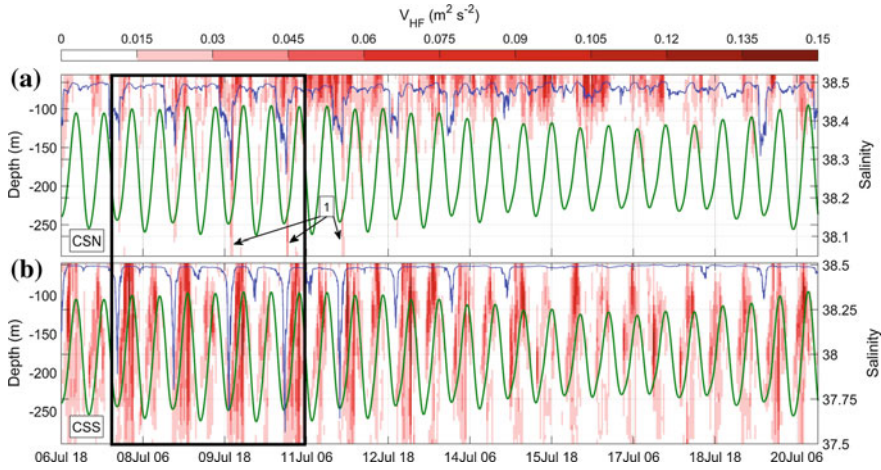 V_HF (m² s⁻²)
0 0.015 0.03 0.045 0.06 0.075 0.09 0.105 0.12 0.135 0.15
(a)
Depth (m)
-100
-150
-200
-250
CSN
1
38.5
38.4
38.3
38.2
38.1
Salinity
(b)
Depth (m)
-100
-150
-200
-250
CSS
38.5
38.25
38
37.75
37.5
Salinity
06Jul 18 08Jul 06 09Jul 18 11Jul 06 12Jul 18 14Jul 06 15Jul 18 17Jul 06 18Jul 18 20Jul 06